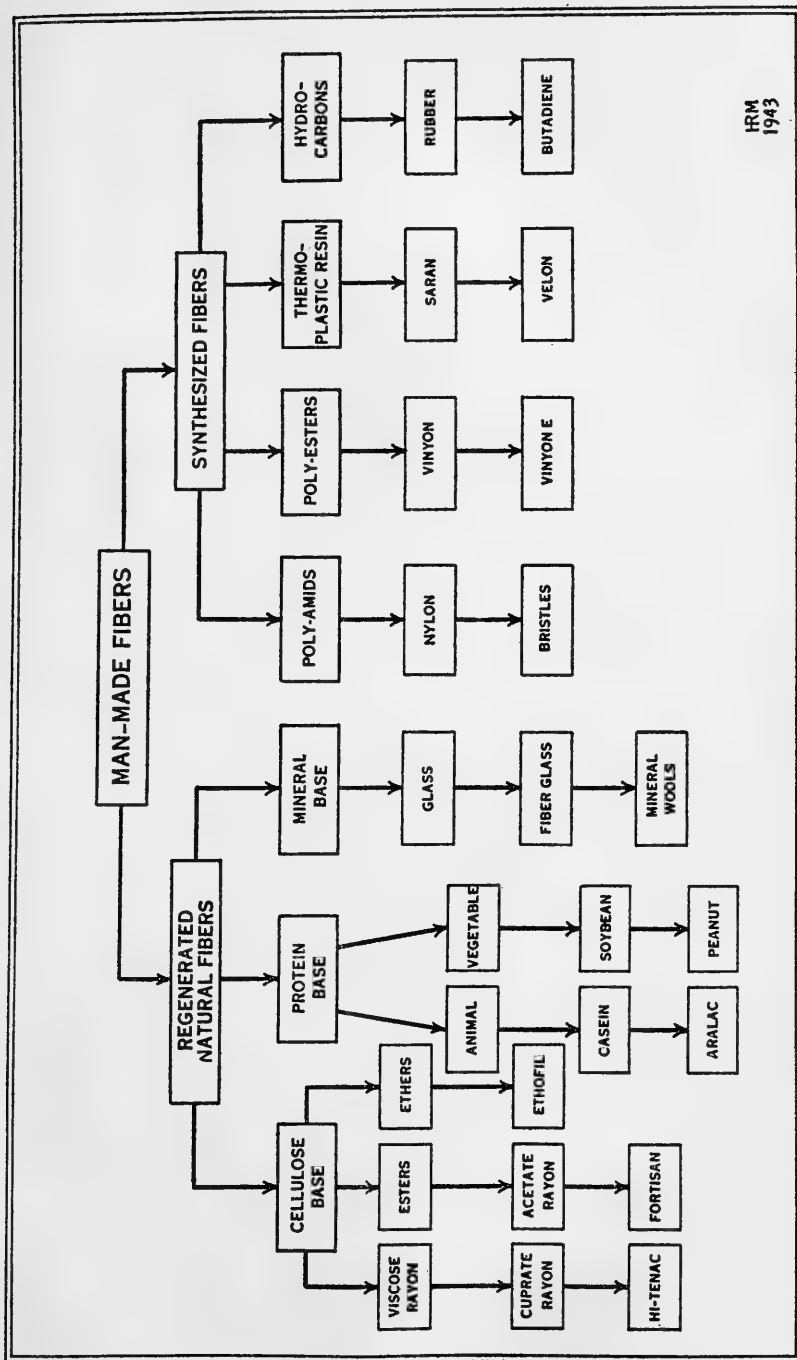 MAN-MADE FIBERS
REGENERATED
NATURAL FIBERS
SYNTHESIZED FIBERS
CELLULOSE
BASE
PROTEIN
BASE
MINERAL
BASE
POLY-AMIDS
POLY-ESTERS
THERMO-
PLASTIC RESIN
HYDRO-
CARBONS
VISCOSE
RAYON
ESTERS
ETHERS
ANIMAL
VEGETABLE
GLASS
NYLON
VINYON
SARAN
RUBBER
CUPRATE
RAYON
ACETATE
RAYON
ETHOFIL
CASEIN
SOYBEAN
FIBER GLASS
BRISTLES
VINYON E
VELON
BUTADIENE
HI-TENAC
FORTISAN
ARALAC
PEANUT
MINERAL
WOOLS
HRM
1943